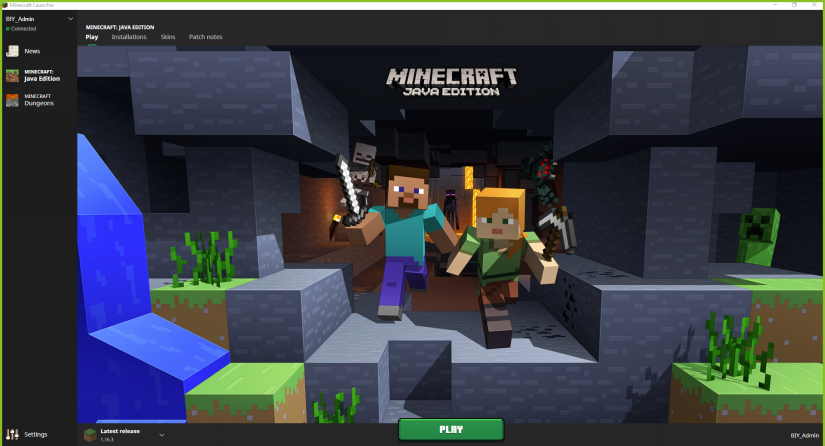 Minecraft Launcher
BIY_Admin
Connected
News
MINECRAFT:
Java Edition
MINECRAFT
Dungeons
Settings
MINECRAFT: JAVA EDITION
Play Installations Skins Patch notes
MINECRAFT
JAVA EDITION
Latest release
1.16.3
PLAY
BIY_Admin